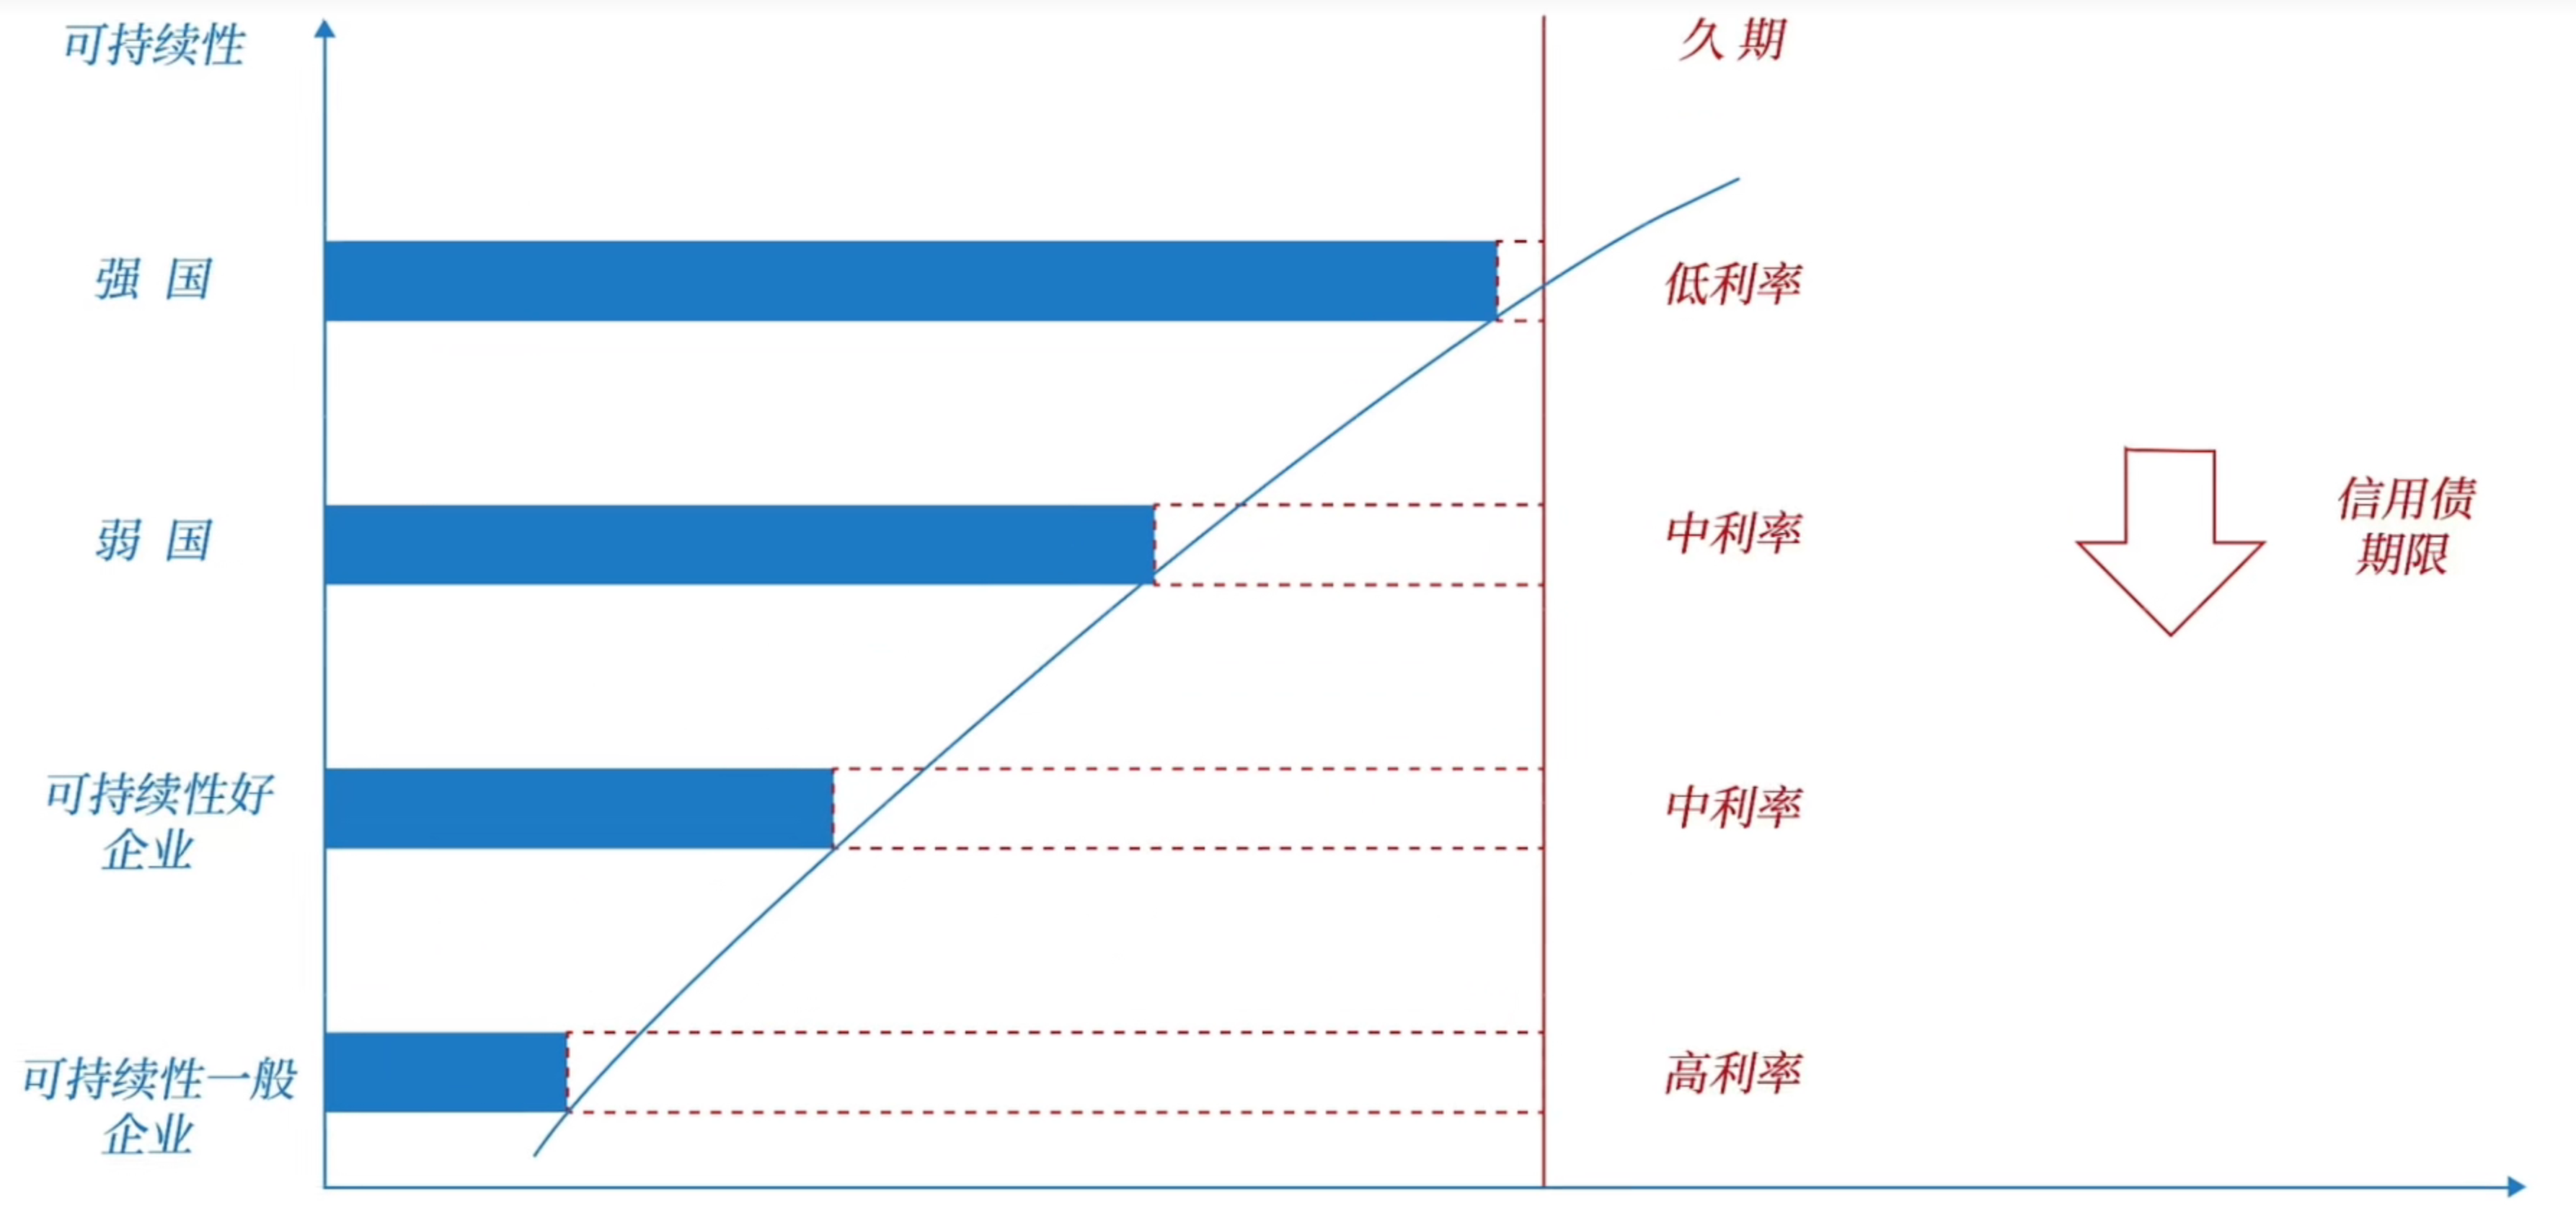 可持续性
久 期
强 国
低利率
弱 国
中利率
信用债
期限
可持续性好
企业
中利率
可持续性一般
企业
高利率